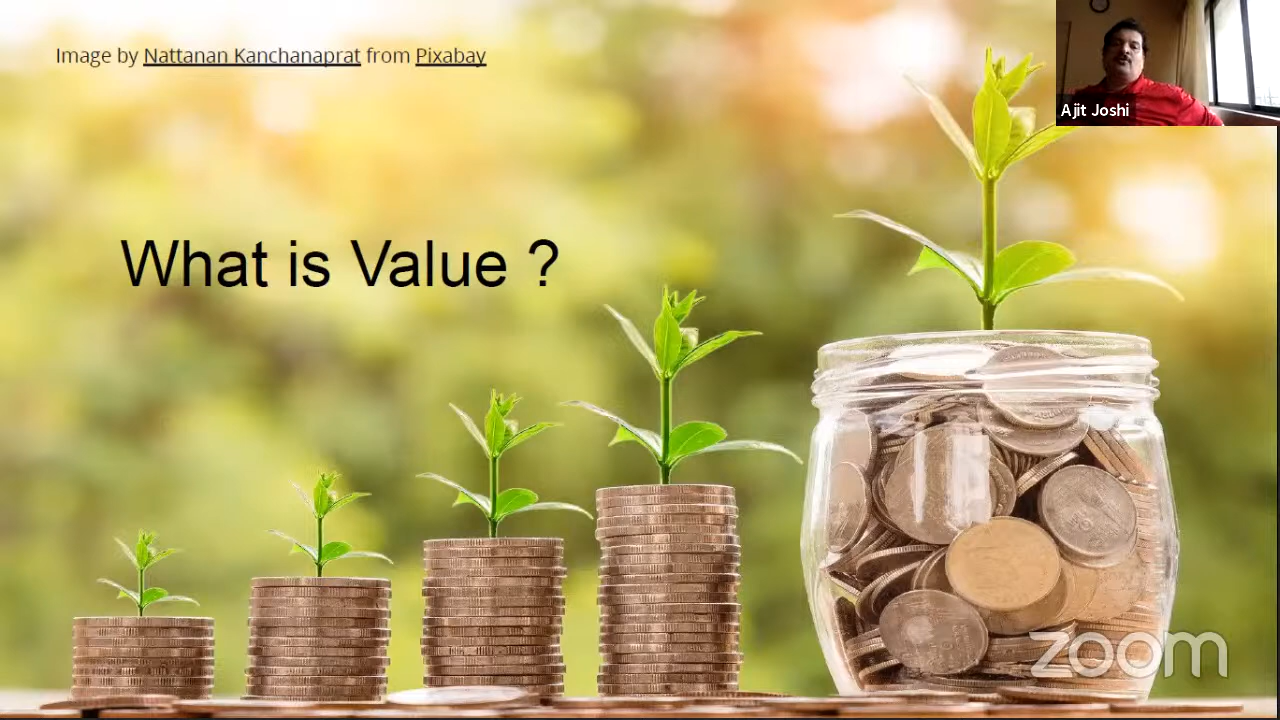 Image by Nattanan Kanchanaprat from Pixabay
Ajit Joshi
What is Value ?
zoom